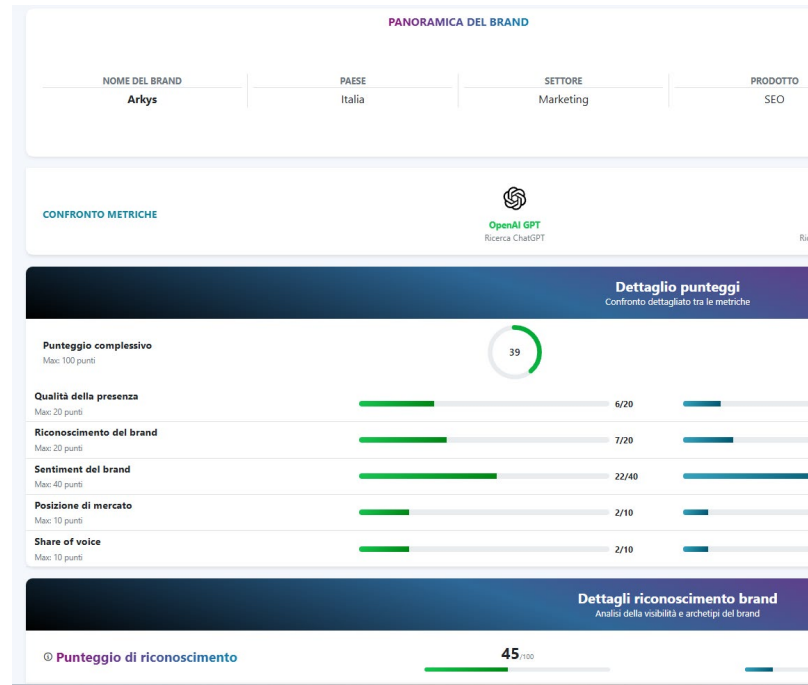 PANORAMICA DEL BRAND
NOME DEL BRAND PAESE SETTORE PRODOTTO
Arkys Italia Marketing SEO
CONFRONTO METRICHE
OpenAI GPT
Ricerca ChatGPT
Dettaglio punteggi
Confronto dettagliato tra le metriche
Punteggio complessivo
Max: 100 punti
39
Qualità della presenza
Max: 20 punti
6/20
Riconoscimento del brand
Max: 20 punti
7/20
Sentiment del brand
Max: 40 punti
22/40
Posizione di mercato
Max: 10 punti
2/10
Share of voice
Max: 10 punti
2/10
Dettagli riconoscimento brand
Analisi della visibilità e archetipi del brand
Punteggio di riconoscimento 45/100